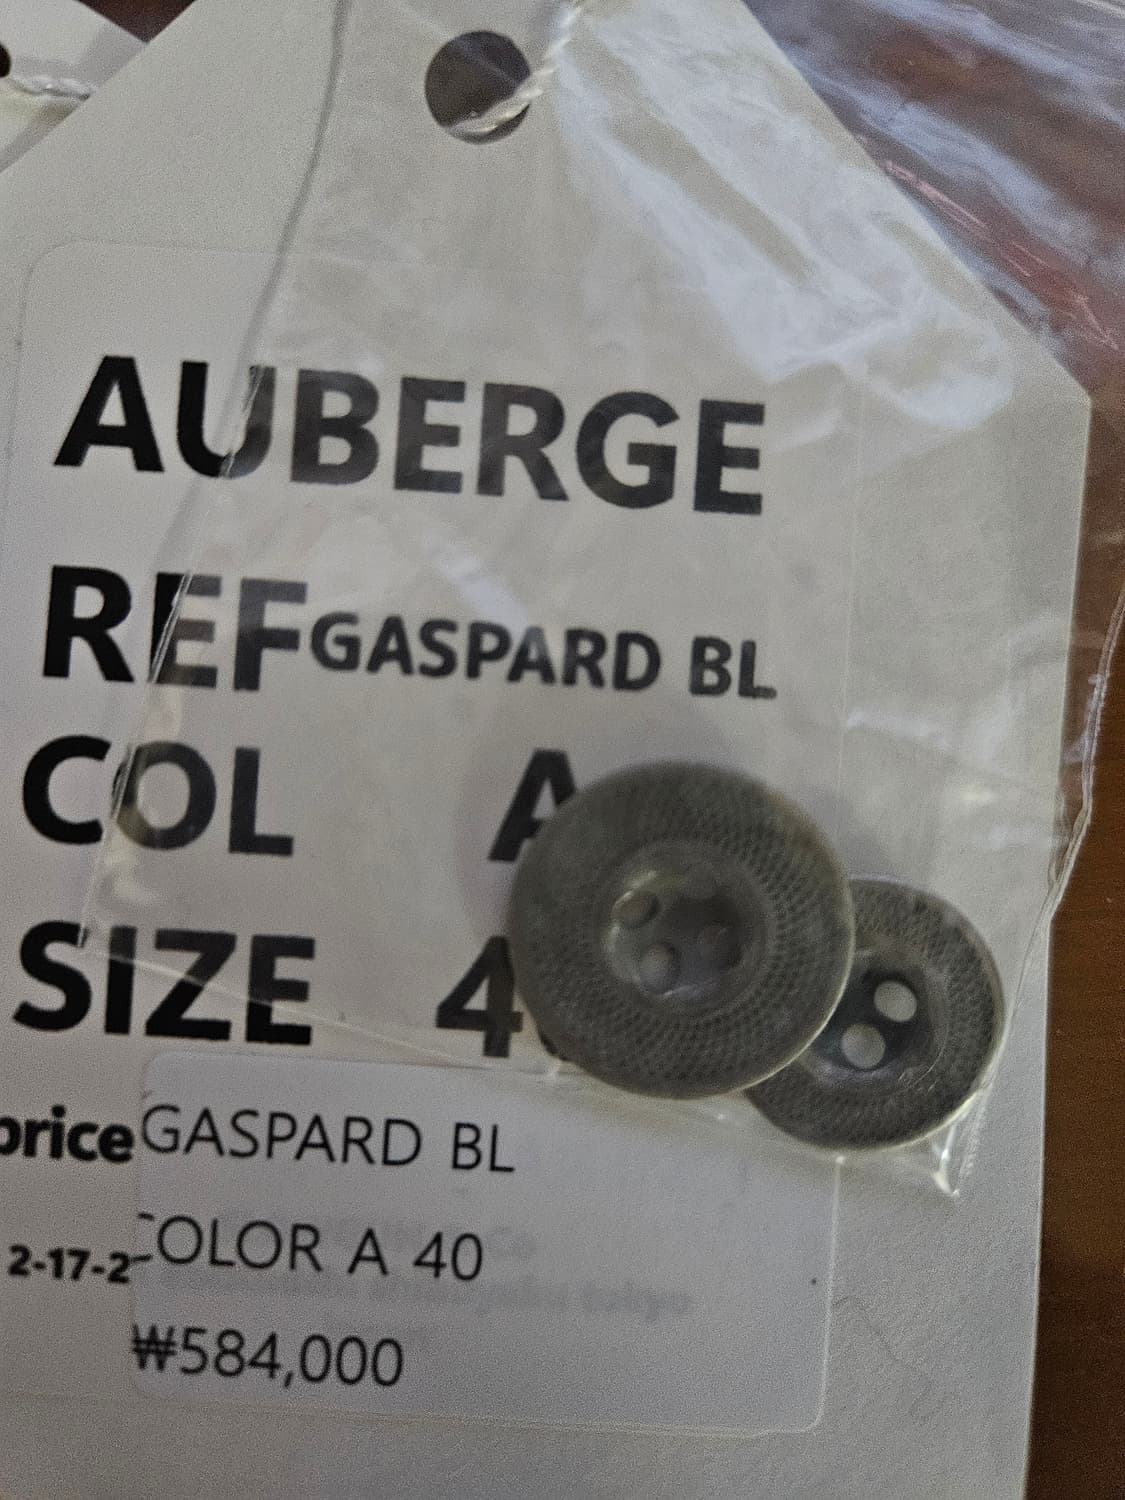 AUBERGE
REF GASPARD BL
COL A
SIZE 4
price GASPARD BL
COLOR A 40
2-17-2
₩584,000